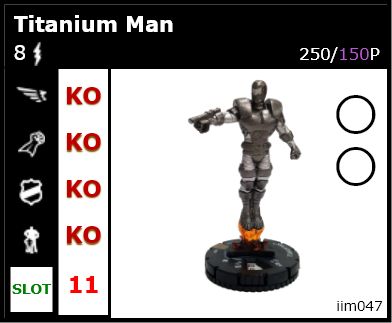 Titanium Man
8
250/150P
KO
KO
KO
KO
SLOT 11
iim047